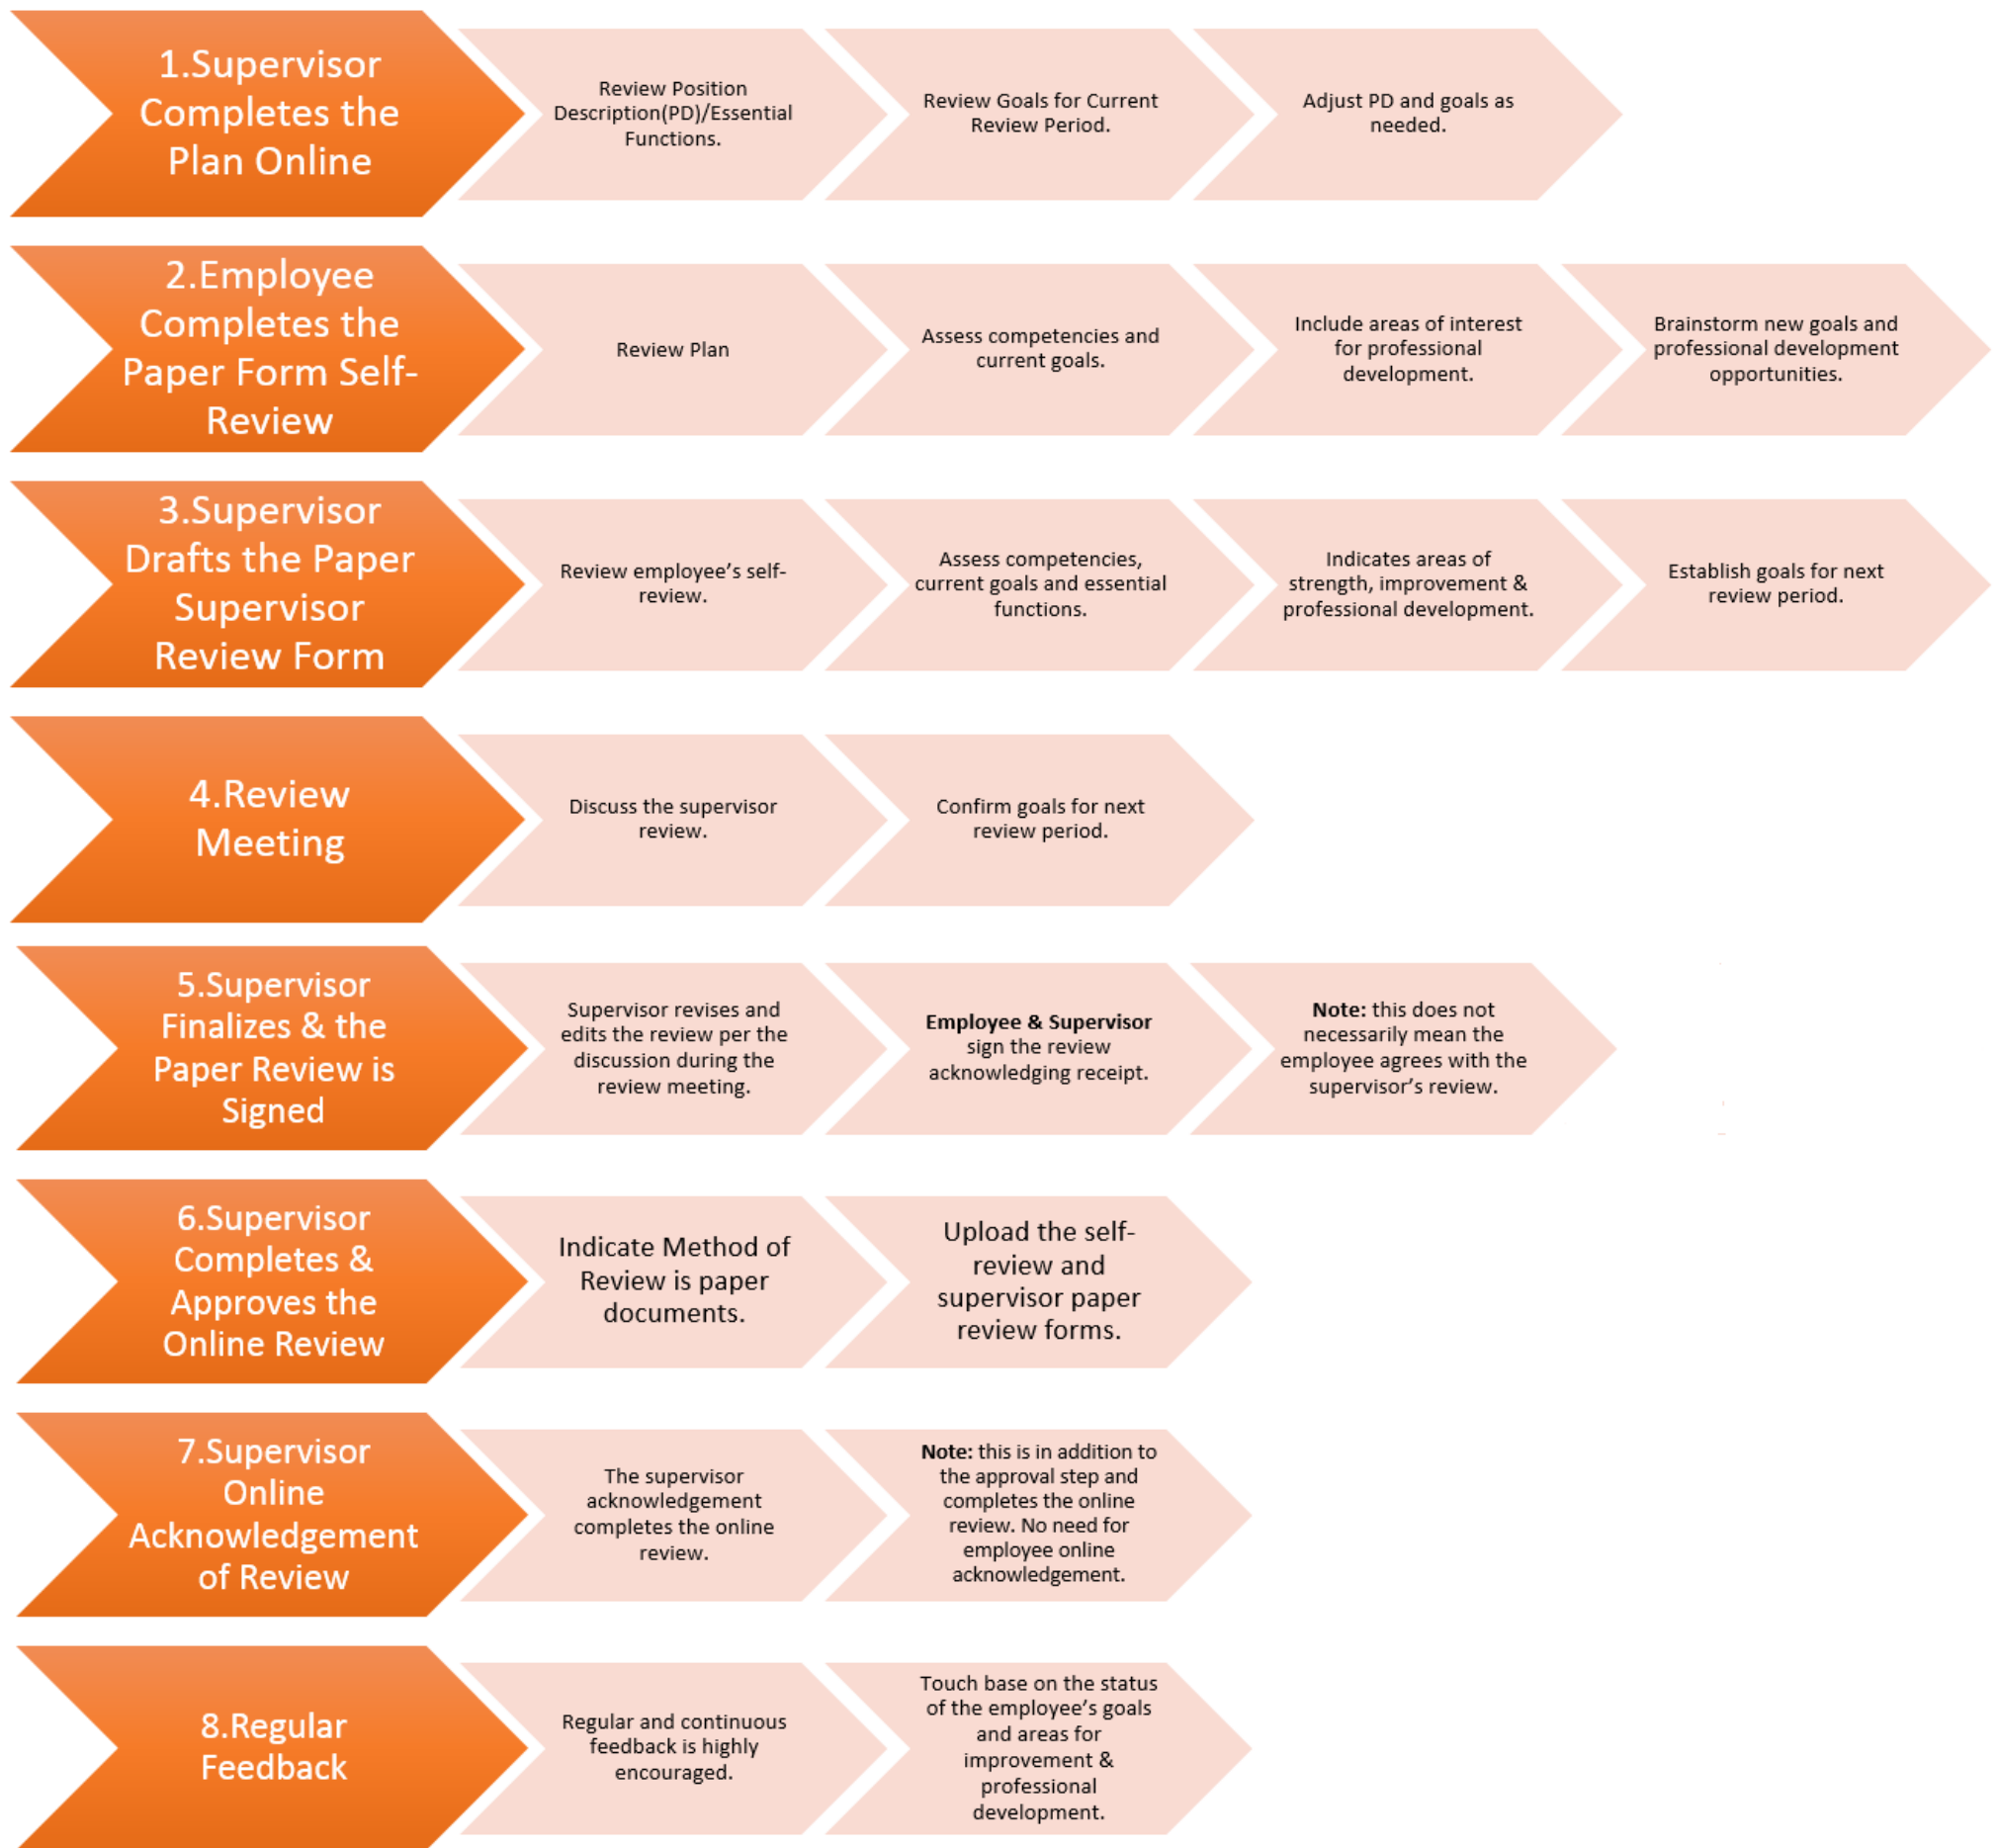 1.Supervisor
Completes the
Plan Online
Review Position
Description(PD)/Essential
Functions.
Review Goals for Current
Review Period.
Adjust PD and goals as
needed.
2.Employee
Completes the
Paper Form Self-
Review
Review Plan
Assess competencies and
current goals.
Include areas of interest
for professional
development.
Brainstorm new goals and
professional development
opportunities.
3.Supervisor
Drafts the Paper
Supervisor
Review Form
Review employee’s self-
review.
Assess competencies,
current goals and essential
functions.
Indicates areas of
strength, improvement &
professional development.
Establish goals for next
review period.
4.Review
Meeting
Discuss the supervisor
review.
Confirm goals for next
review period.
5.Supervisor
Finalizes & the
Paper Review is
Signed
Supervisor revises and
edits the review per the
discussion during the
review meeting.
Employee & Supervisor
sign the review
acknowledging receipt.
Note: this does not
necessarily mean the
employee agrees with the
supervisor’s review.
6.Supervisor
Completes &
Approves the
Online Review
Indicate Method of
Review is paper
documents.
Upload the self-
review and
supervisor paper
review forms.
7.Supervisor
Online
Acknowledgement
of Review
The supervisor
acknowledgement
completes the online
review.
Note: this is in addition to
the approval step and
completes the online
review. No need for
employee online
acknowledgement.
8.Regular
Feedback
Regular and continuous
feedback is highly
encouraged.
Touch base on the status
of the employee’s goals
and areas for
improvement &
professional
development.